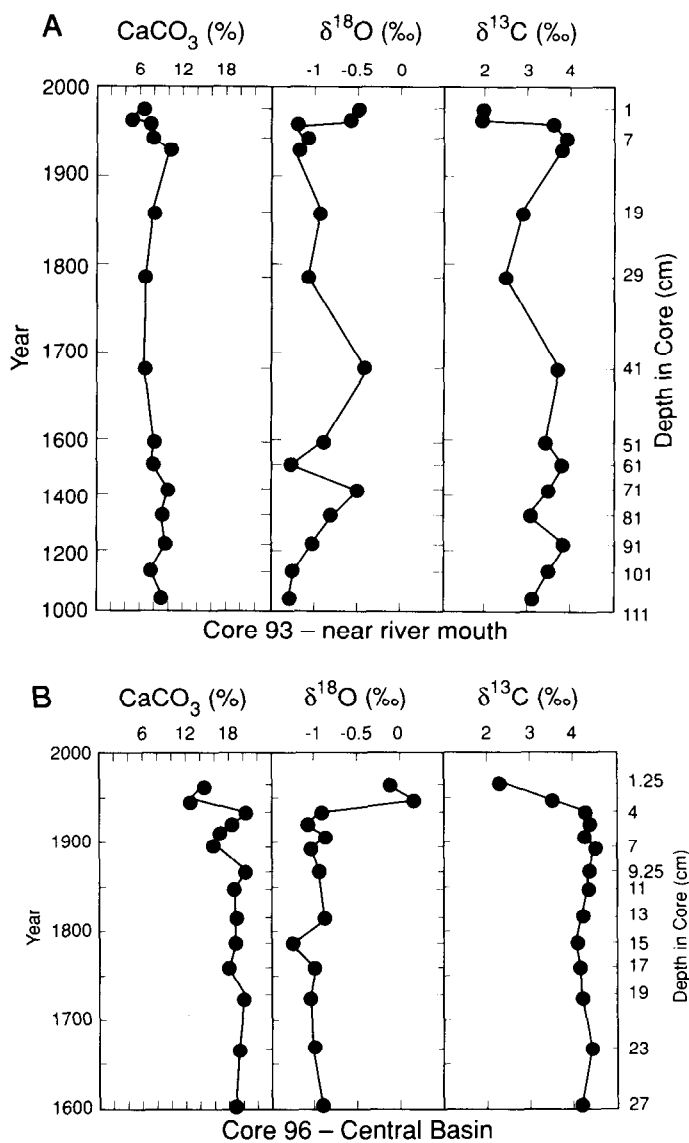 A
CaCO₃ (%) δ¹⁸O (‰) δ¹³C (‰)
6 12 18 -1 -0.5 0 2 3 4
2000 1
7
1900
19
1800 29
1700 41
1600 51
61
1400 71
81
1200 91
101
1000 111
Year
Depth in Core (cm)
Core 93 – near river mouth
B
CaCO₃ (%) δ¹⁸O (‰) δ¹³C (‰)
6 12 18 -1 -0.5 0 2 3 4
2000 1.25
4
1900 7
9.25
11
13
1800 15
17
19
1700
23
1600 27
Year
Depth in Core (cm)
Core 96 – Central Basin